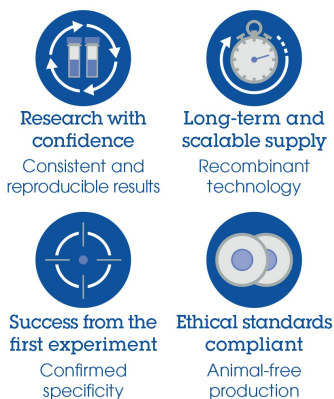 Research with
confidence
Consistent and
reproducible results
Long-term and
scalable supply
Recombinant
technology
Success from the
first experiment
Confirmed
specificity
Ethical standards
compliant
Animal-free
production